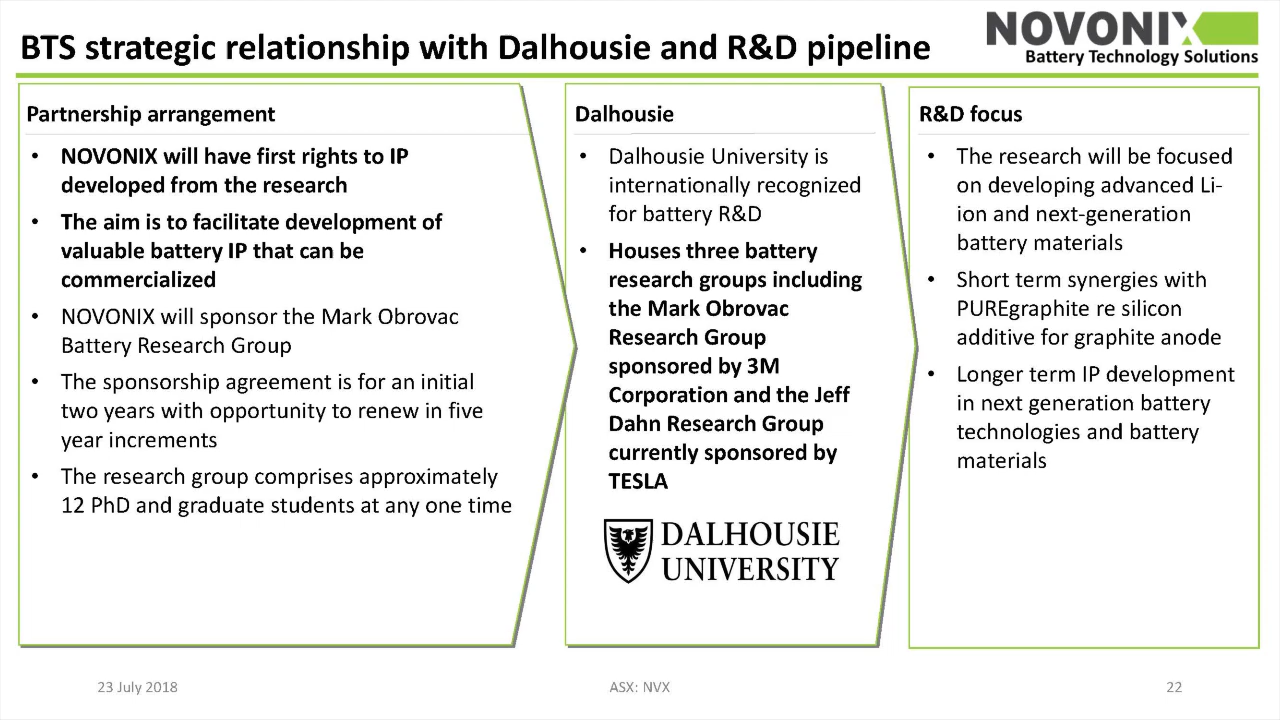 BTS strategic relationship with Dalhousie and R&D pipeline
NOVONIX
Battery Technology Solutions
Partnership arrangement
• NOVONIX will have first rights to IP
developed from the research
• The aim is to facilitate development of
valuable battery IP that can be
commercialized
• NOVONIX will sponsor the Mark Obrovac
Battery Research Group
• The sponsorship agreement is for an initial
two years with opportunity to renew in five
year increments
• The research group comprises approximately
12 PhD and graduate students at any one time
Dalhousie
• Dalhousie University is
internationally recognized
for battery R&D
• Houses three battery
research groups including
the Mark Obrovac
Research Group
sponsored by 3M
Corporation and the Jeff
Dahn Research Group
currently sponsored by
TESLA
DALHOUSIE
UNIVERSITY
R&D focus
• The research will be focused
on developing advanced Li-
ion and next-generation
battery materials
• Short term synergies with
PUREgraphite re silicon
additive for graphite anode
• Longer term IP development
in next generation battery
technologies and battery
materials
23 July 2018
ASX: NVX
22